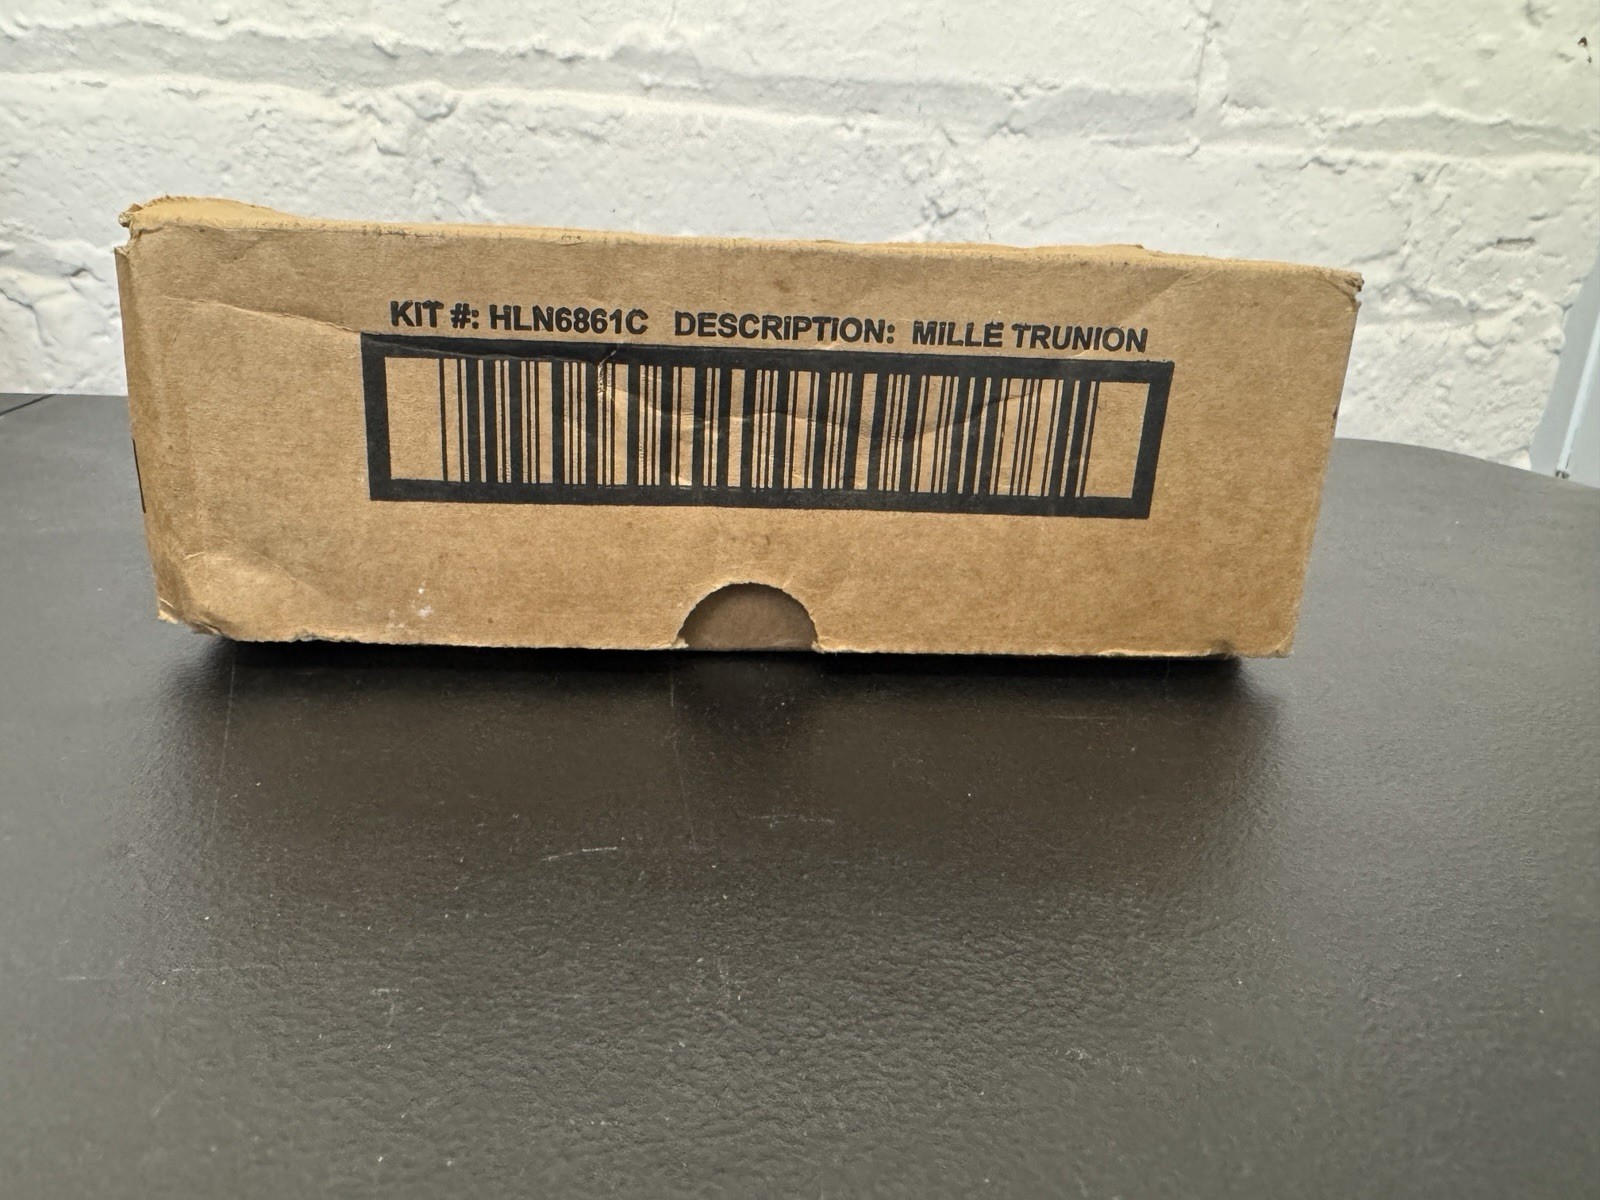 KIT #: HLN6861C DESCRIPTION: MILLE TRUNION